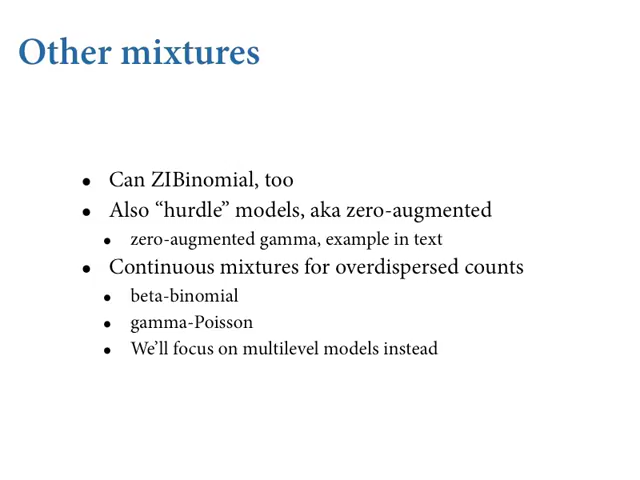 Other mixtures
• Can ZIBinomial, too
• Also “hurdle” models, aka zero-augmented
• zero-augmented gamma, example in text
• Continuous mixtures for overdispersed counts
• beta-binomial
• gamma-Poisson
• We’ll focus on multilevel models instead